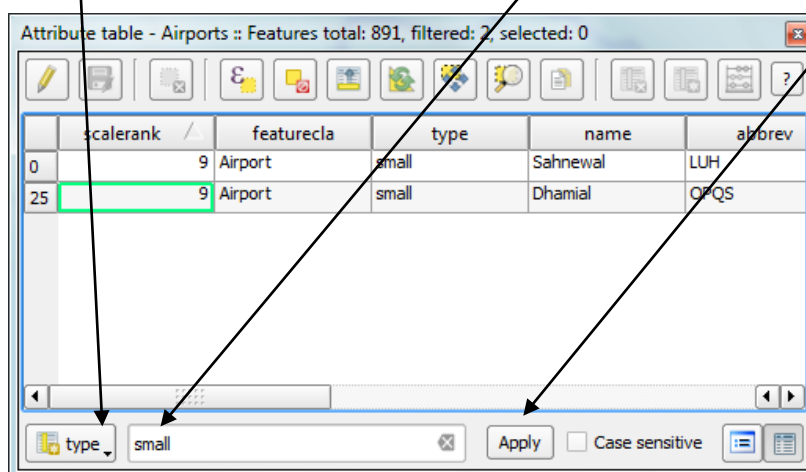 Attribute table - Airports :: Features total: 891, filtered: 2, selected: 0
ε ?
scalerank featurecla type name abbrev
0 9 Airport small Sahnewal LUH
25 9 Airport small Dhamial OPQS
type small Apply Case sensitive